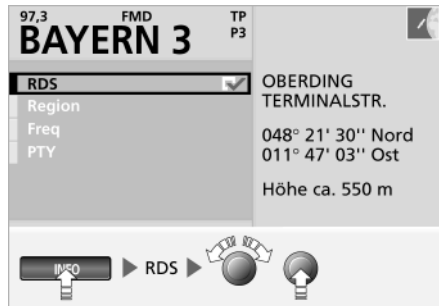 97,3 FMD TP
BAYERN 3 P3
RDS
Region
Freq
PTY
OBERDING
TERMINALSTR.
048° 21' 30'' Nord
011° 47' 03'' Ost
Höhe ca. 550 m
INFO RDS